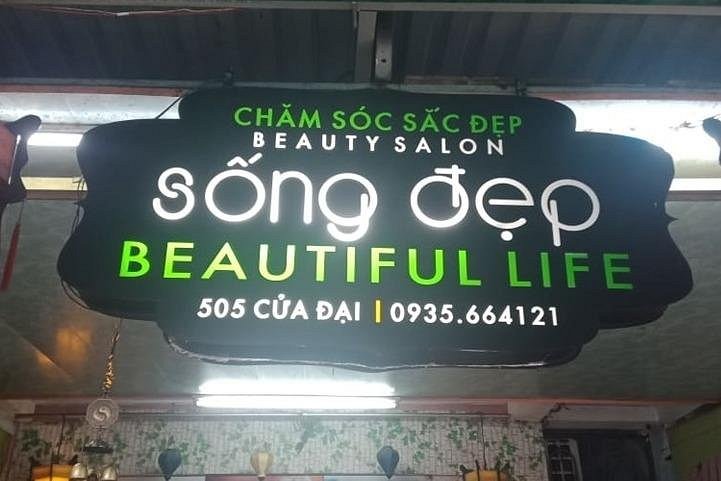 CHĂM SÓC SẮC ĐẸP
BEAUTY SALON
sống đẹp
BEAUTIFUL LIFE
505 CỬA ĐẠI | 0935.664121